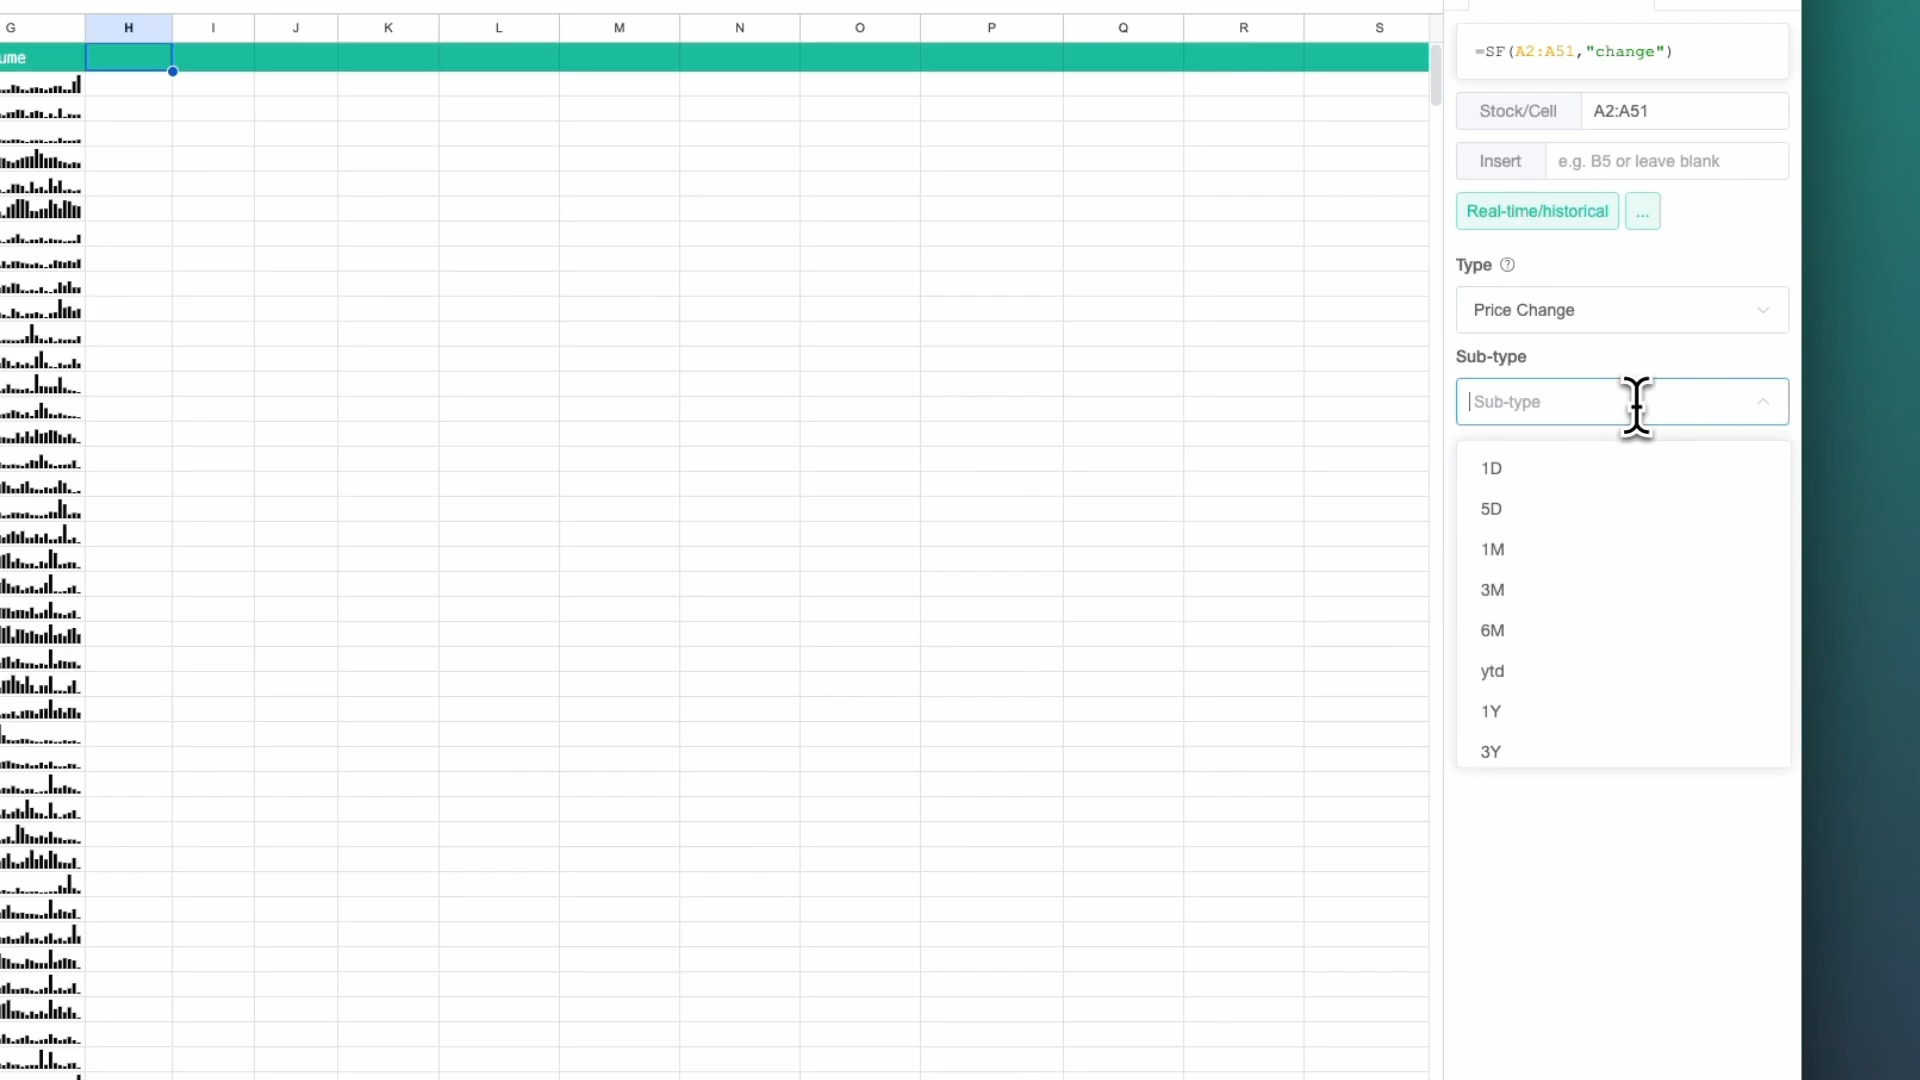 G H I J K L M N O P Q R S
ume
=SF(A2:A51,"change")
Stock/Cell A2:A51
Insert e.g. B5 or leave blank
Real-time/historical ...
Type ?
Price Change
Sub-type
Sub-type
1D
5D
1M
3M
6M
ytd
1Y
3Y